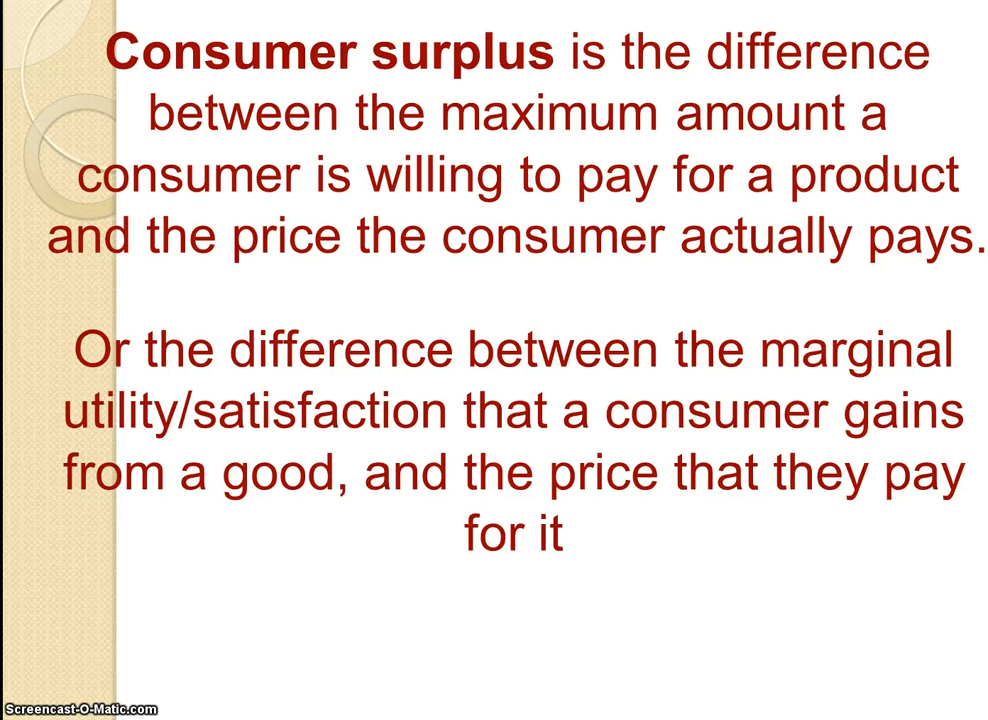 Consumer surplus is the difference
between the maximum amount a
consumer is willing to pay for a product
and the price the consumer actually pays.
Or the difference between the marginal
utility/satisfaction that a consumer gains
from a good, and the price that they pay
for it
Screencast-O-Matic.com